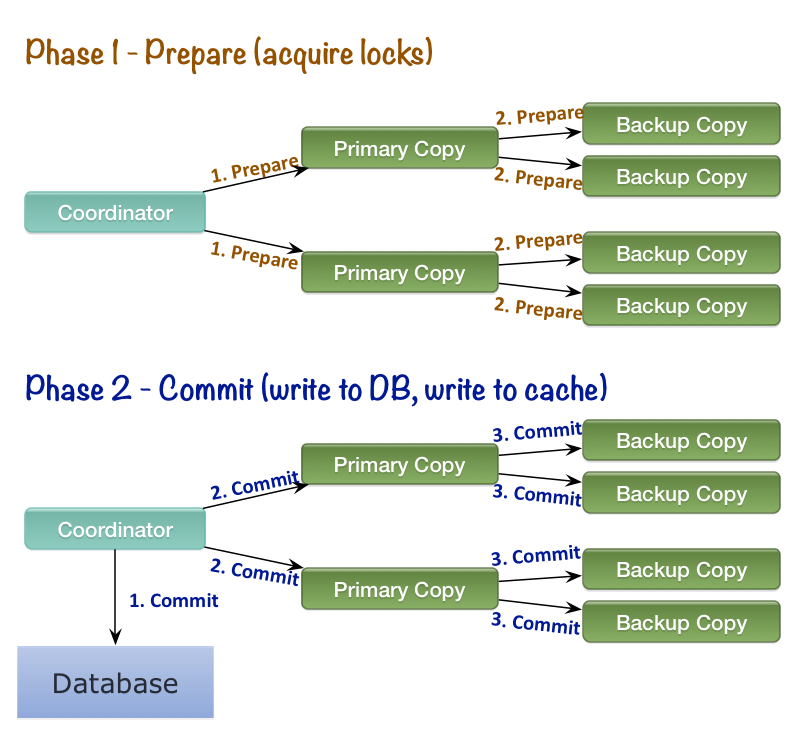 Phase 1 - Prepare (acquire locks)
2. Prepare
Backup Copy
Primary Copy
1. Prepare
2. Prepare
Backup Copy
Coordinator
1. Prepare
2. Prepare
Backup Copy
Primary Copy
2. Prepare
Backup Copy
Phase 2 - Commit (write to DB, write to cache)
3. Commit
Backup Copy
Primary Copy
2. Commit
3. Commit
Backup Copy
Coordinator
2. Commit
3. Commit
Backup Copy
Primary Copy
1. Commit
3. Commit
Backup Copy
Database